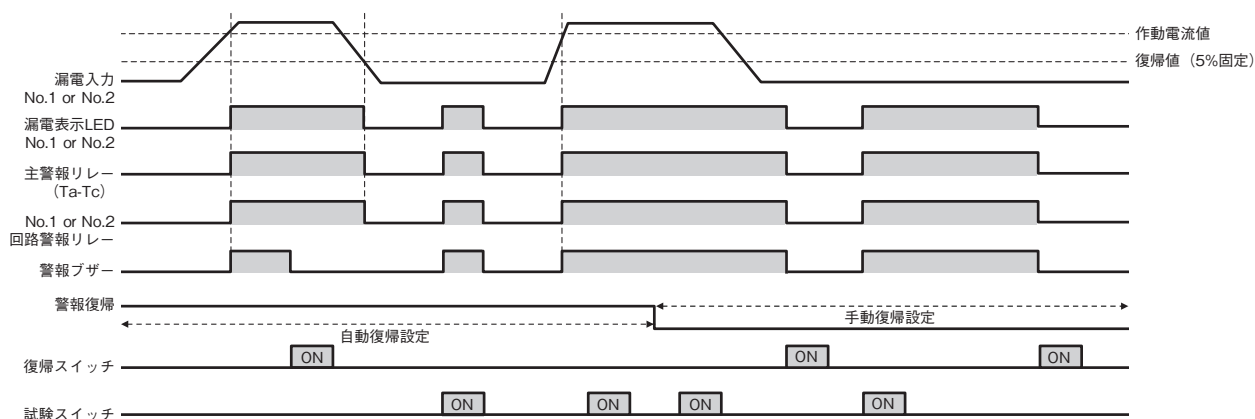 作動電流値
復帰値（5%固定）
漏電入力
No.1 or No.2
漏電表示LED
No.1 or No.2
主警報リレー
（Ta-Tc）
No.1 or No.2
回路警報リレー
警報ブザー
警報復帰
自動復帰設定
手動復帰設定
復帰スイッチ
ON
ON
ON
試験スイッチ
ON
ON
ON
ON